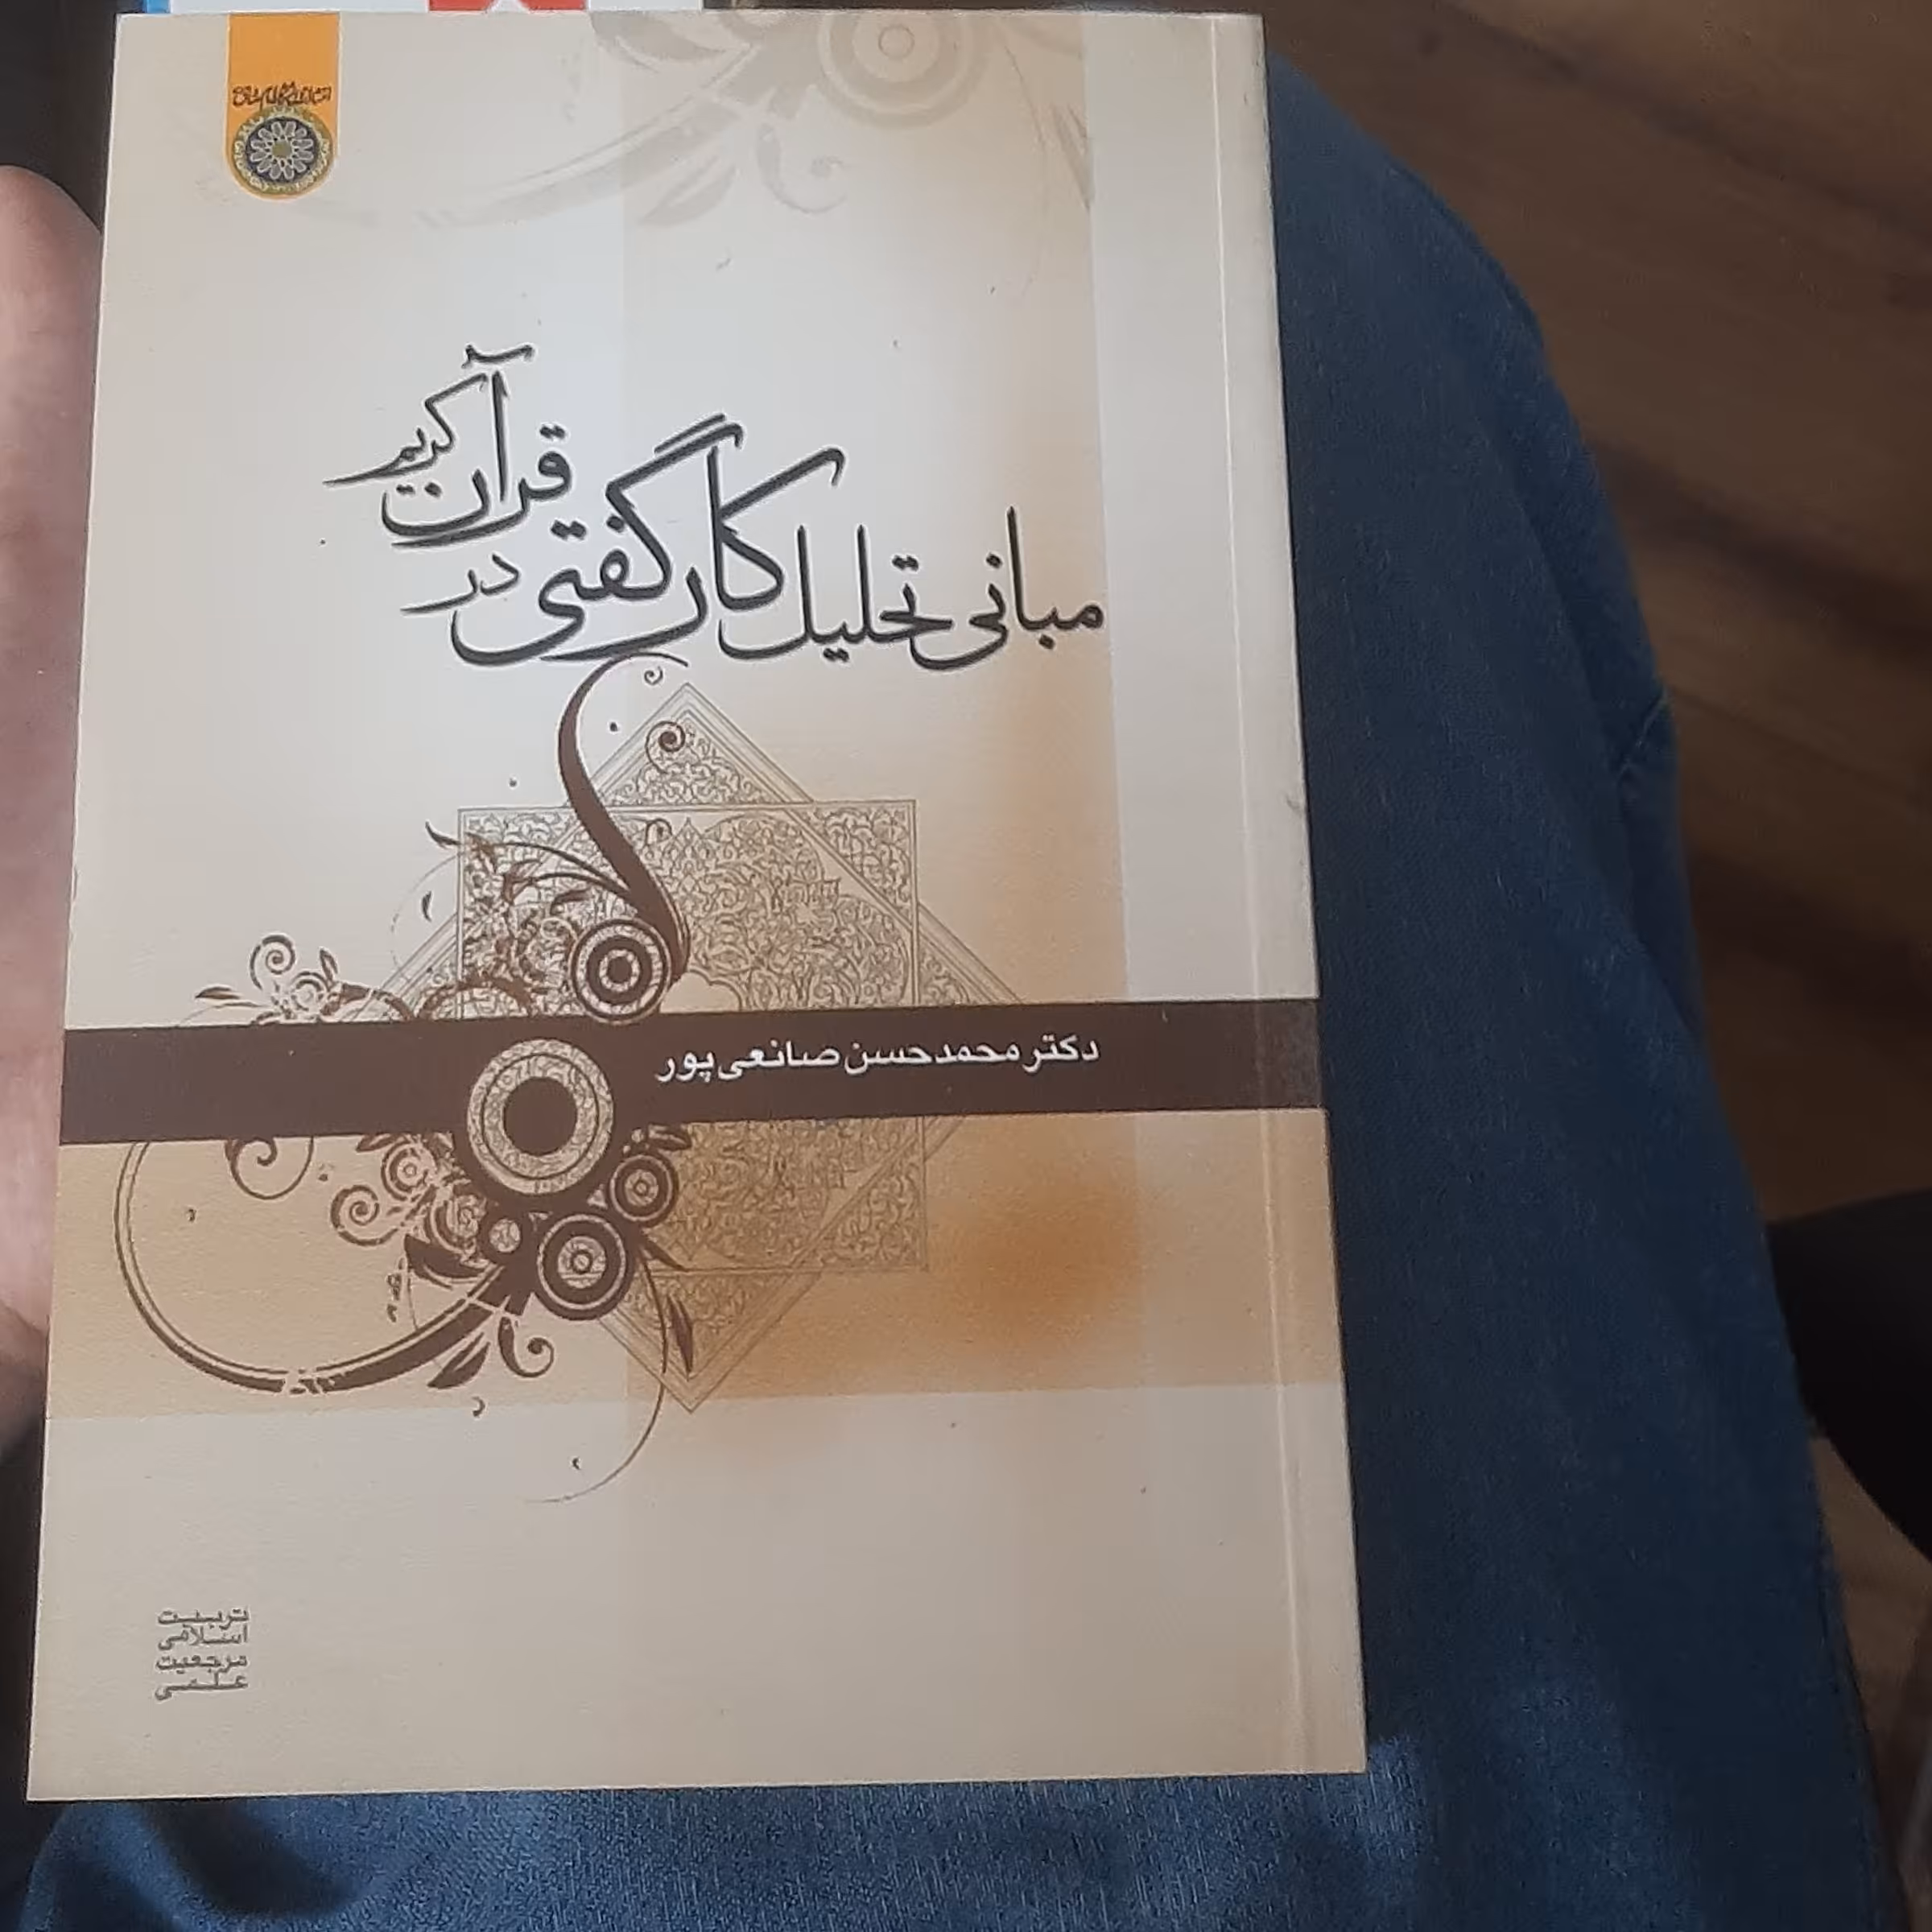 مبانی تحلیل کارگفتی در قرآن کریم
دکتر محمدحسن صانعی‌پور
تربیت
اسلامی
مرجعیت
علمی